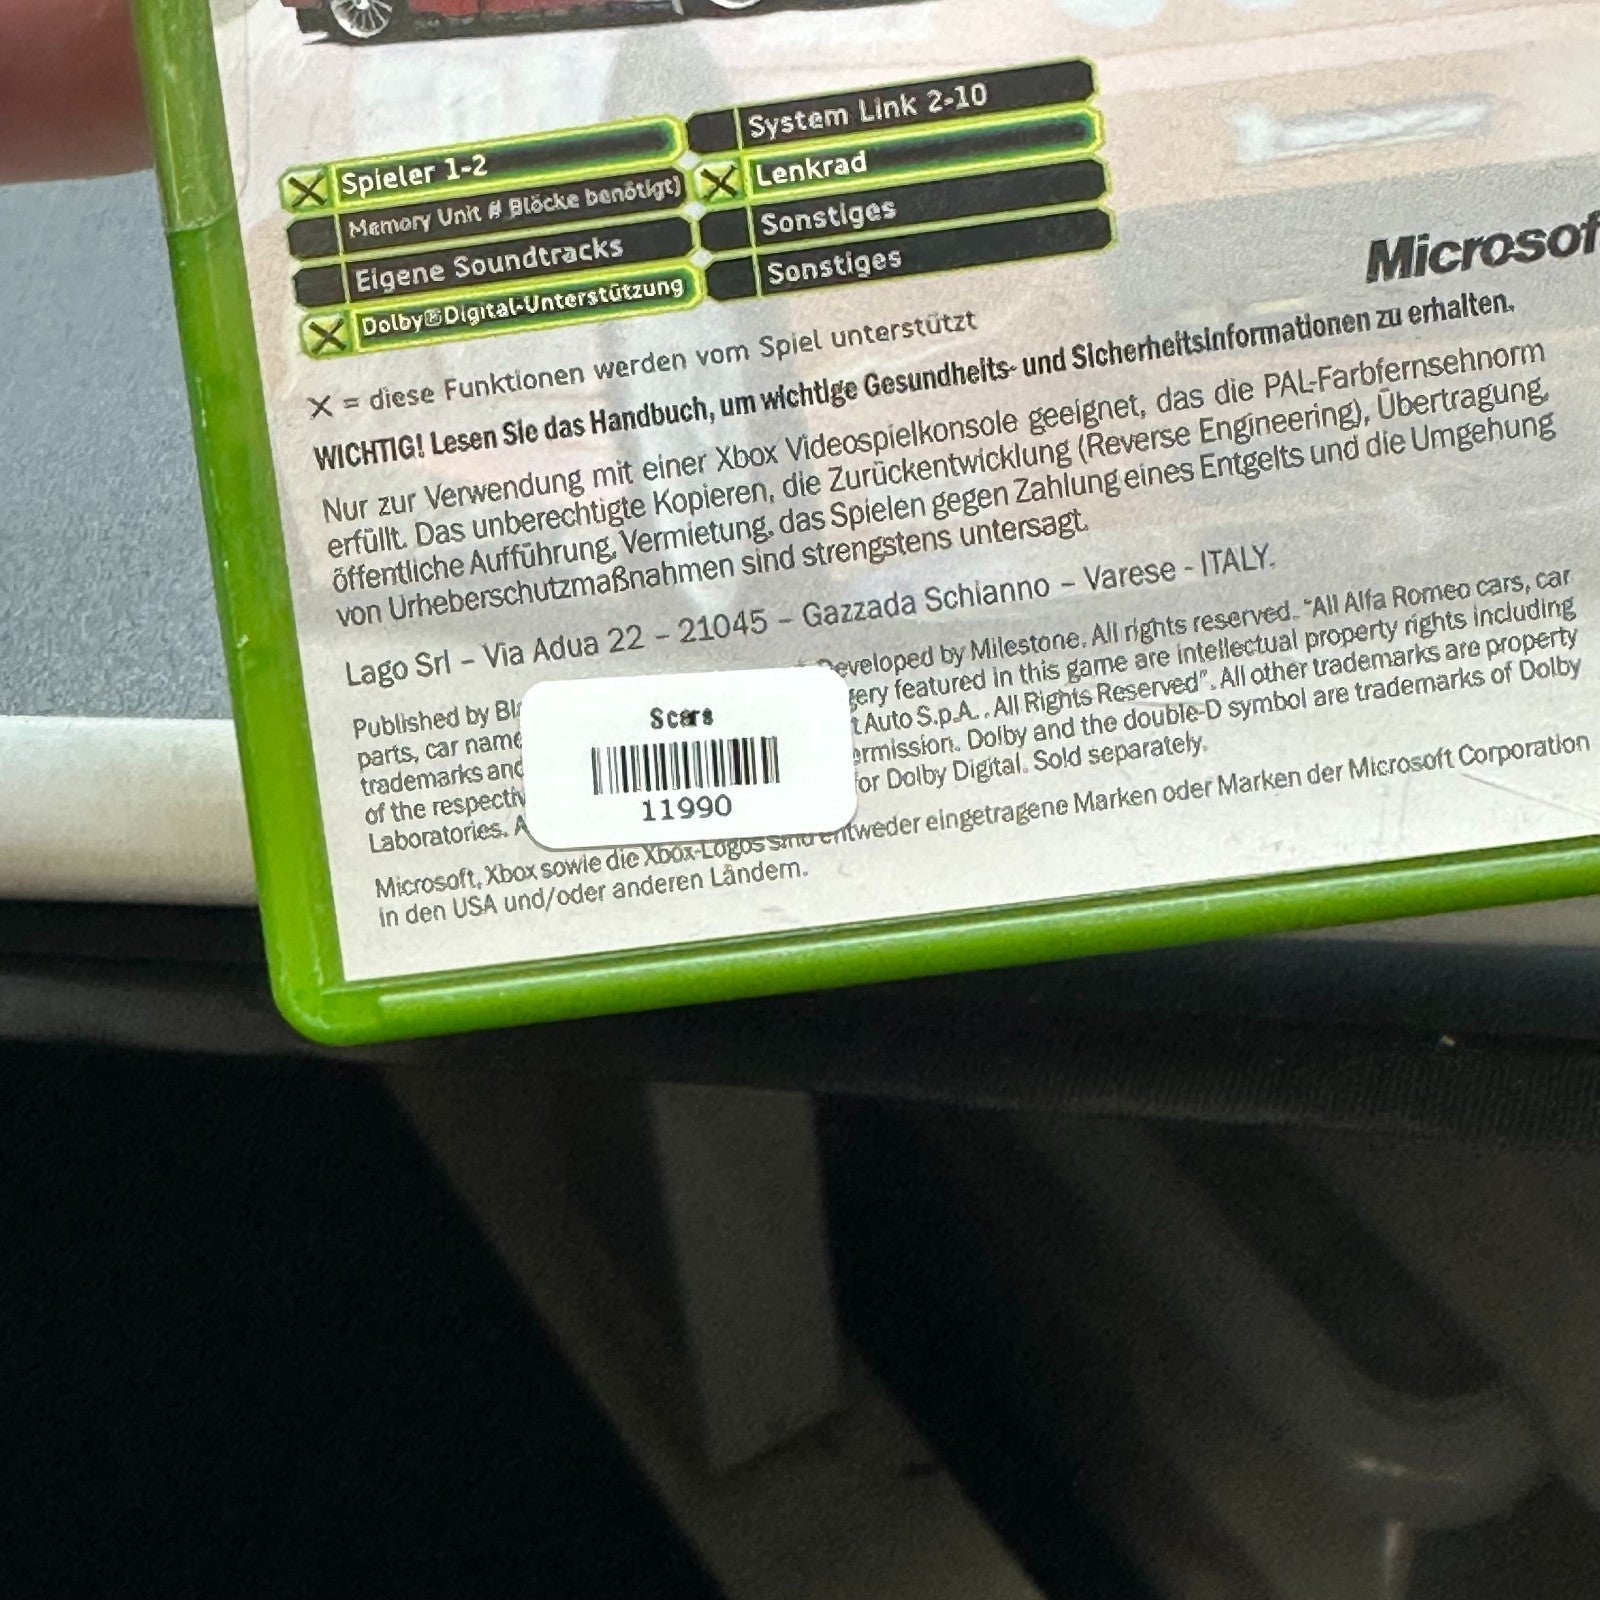 Spieler 1-2
Memory Unit # Blöcke benötigt)
Eigene Soundtracks
Dolby® Digital-Unterstützung
System Link 2-10
Lenkrad
Sonstiges
Sonstiges
X = diese Funktionen werden vom Spiel unterstützt
Microsof
WICHTIG! Lesen Sie das Handbuch, um wichtige Gesundheits- und Sicherheitsinformationen zu erhalten.
Nur zur Verwendung mit einer Xbox Videospielkonsole geeignet, das die PAL-Farbfernsehnorm
erfüllt. Das unberechtigte Kopieren, die Zurückentwicklung (Reverse Engineering), Übertragung,
öffentliche Aufführung, Vermietung, das Spielen gegen Zahlung eines Entgelts und die Umgehung
von Urheberschutzmaßnahmen sind strengstens untersagt.
Lago Srl – Via Adua 22 – 21045 – Gazzada Schianno – Varese - ITALY.
Published by Bl Developed by Milestone. All rights reserved. "All Alfa Romeo cars, car
parts, car name gery featured in this game are intellectual property rights including
trademarks and t Auto S.p.A. . All Rights Reserved". All other trademarks are property
of the respectiv ermission. Dolby and the double-D symbol are trademarks of Dolby
Laboratories. A or Dolby Digital. Sold separately.
Scars
11990
Microsoft, Xbox sowie die Xbox-Logos sind entweder eingetragene Marken oder Marken der Microsoft Corporation
in den USA und/oder anderen Ländern.